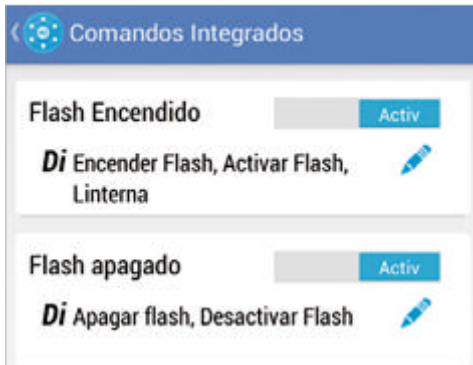 Comandos Integrados
Flash Encendido Activ
Di Encender Flash, Activar Flash,
Linterna
Flash apagado Activ
Di Apagar flash, Desactivar Flash